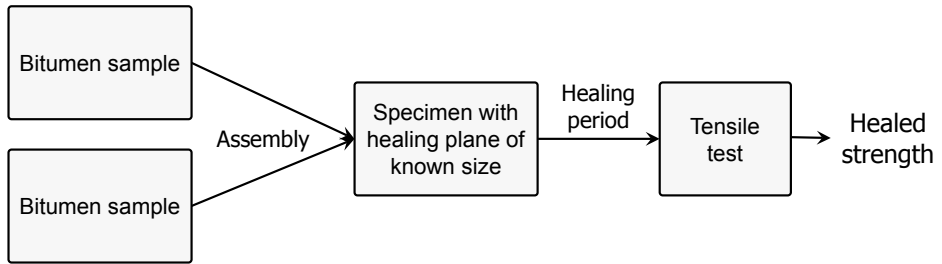 Bitumen sample
Bitumen sample
Assembly
Specimen with
healing plane of
known size
Healing
period
Tensile
test
Healed
strength